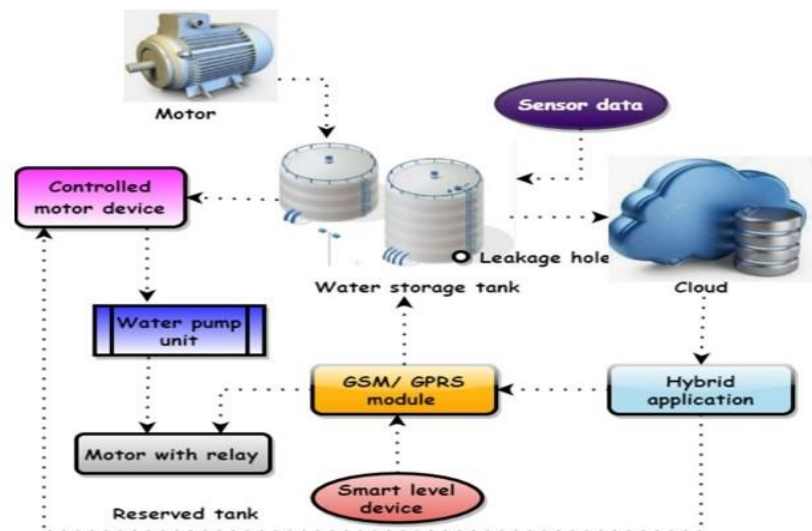 Motor
Sensor data
Controlled
motor device
Leakage hole
Water storage tank
Cloud
Water pump
unit
GSM/ GPRS
module
Hybrid
application
Motor with relay
Smart level
device
Reserved tank